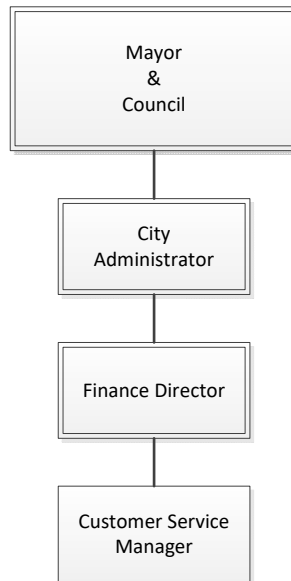 Mayor
&
Council
City
Administrator
Finance Director
Customer Service
Manager